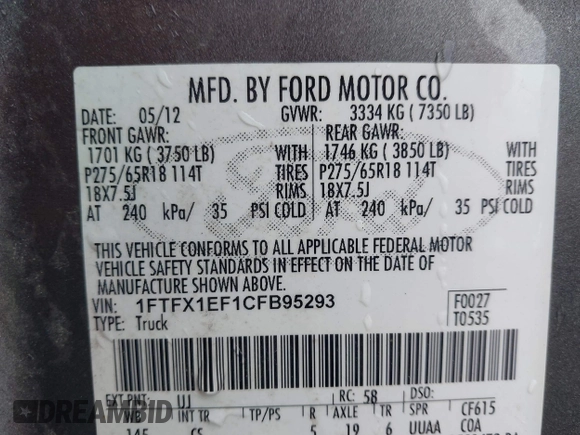 MFD. BY FORD MOTOR CO.
DATE: 05/12 GVWR: 3334 KG ( 7350 LB)
FRONT GAWR: REAR GAWR:
1701 KG ( 3750 LB) WITH 1746 KG ( 3850 LB) WITH
P275/65R18 114T TIRES P275/65R18 114T TIRES
18X7.5J RIMS 18X7.5J RIMS
AT 240 kPa/ 35 PSI COLD AT 240 kPa/ 35 PSI COLD
Ford
THIS VEHICLE CONFORMS TO ALL APPLICABLE FEDERAL MOTOR
VEHICLE SAFETY STANDARDS IN EFFECT ON THE DATE OF MANUFACTURE
SHOWN ABOVE.
VIN: 1FTFX1EF1CFB95293 F0027
TYPE: Truck T0535
EXT PNT: UJ RC: 58 DSO:
WB INT TR TP/PS R AXLE TR SPR CF615
145 CS 5 19 6 UUAA COA
DREAMBID